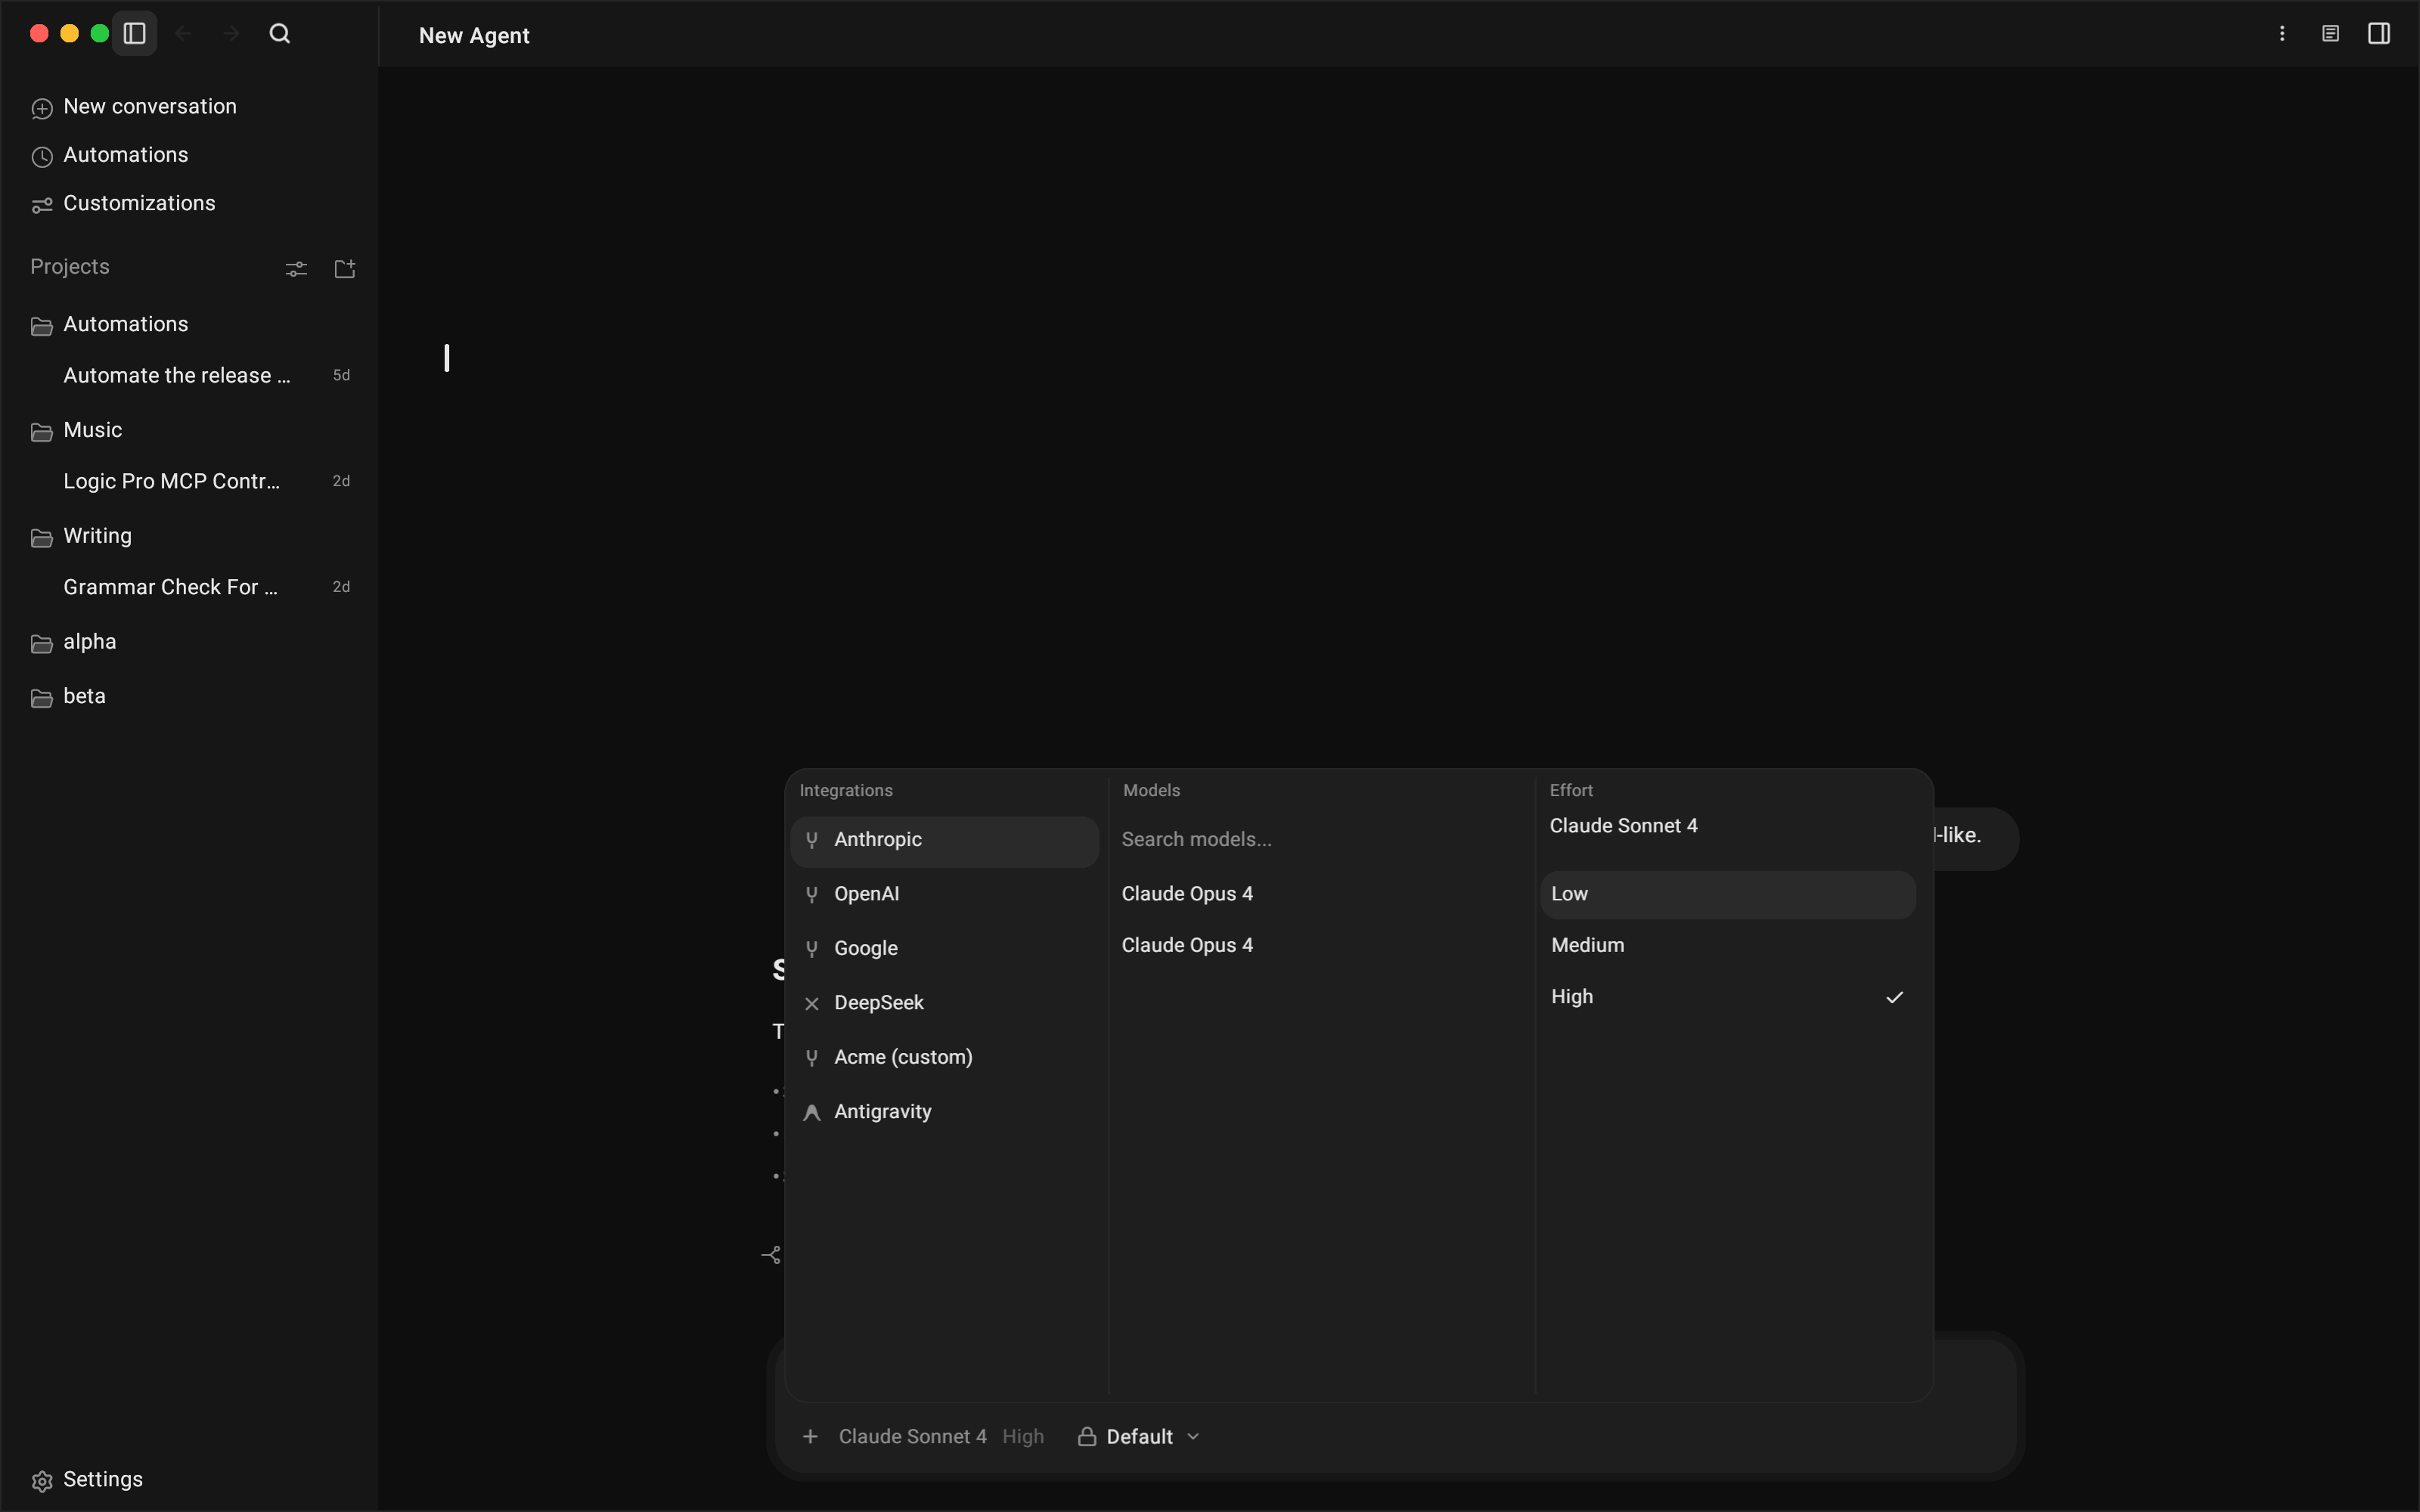 New Agent
New conversation
Automations
Customizations
Projects
Automations
Automate the release ... 5d
Music
Logic Pro MCP Contr... 2d
Writing
Grammar Check For ... 2d
alpha
beta
Settings
Integrations
Anthropic
OpenAI
Google
DeepSeek
Acme (custom)
Antigravity
Models
Search models...
Claude Opus 4
Claude Opus 4
Effort
Claude Sonnet 4
Low
Medium
High
-like.
S
T
Claude Sonnet 4 High Default